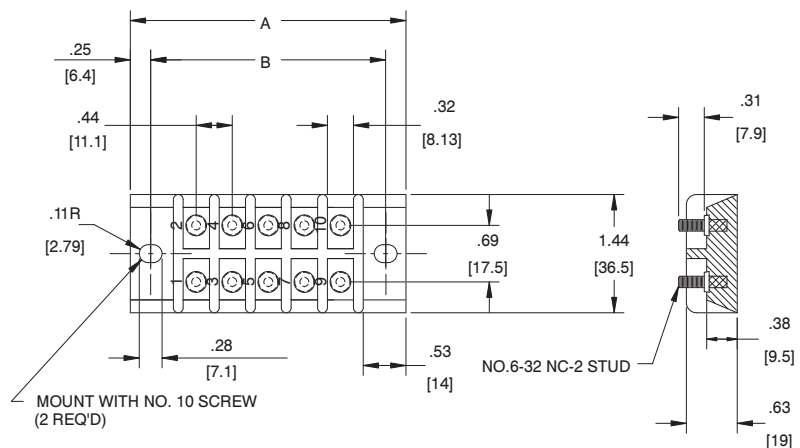 A
.25
[6.4]
B
.44
[11.1]
.32
[8.13]
.31
[7.9]
.11R
[2.79]
2 4 6 8 10
1 3 5 7 9
.69
[17.5]
1.44
[36.5]
.28
[7.1]
.53
[14]
NO.6-32 NC-2 STUD
.38
[9.5]
MOUNT WITH NO. 10 SCREW
(2 REQ'D)
.63
[19]